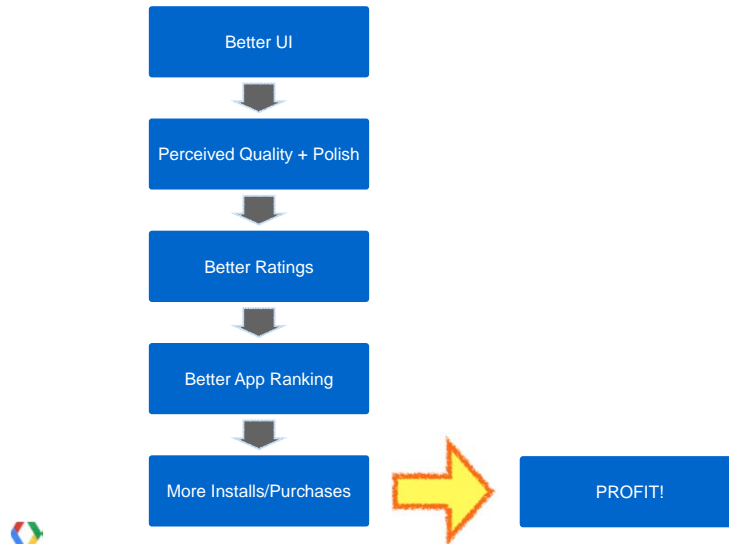 Better UI
Perceived Quality + Polish
Better Ratings
Better App Ranking
More Installs/Purchases
PROFIT!